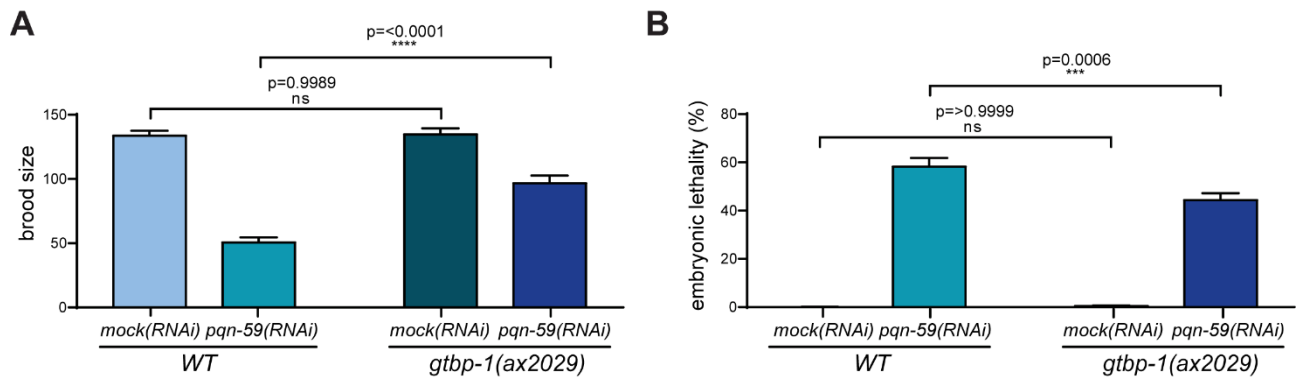 A
p=<0.0001
****
p=0.9989
ns
brood size
150
100
50
0
mock(RNAi) pqn-59(RNAi) mock(RNAi) pqn-59(RNAi)
WT gtbp-1(ax2029)
B
p=0.0006
***
p=>0.9999
ns
embryonic lethality (%)
80
60
40
20
0
mock(RNAi) pqn-59(RNAi) mock(RNAi) pqn-59(RNAi)
WT gtbp-1(ax2029)